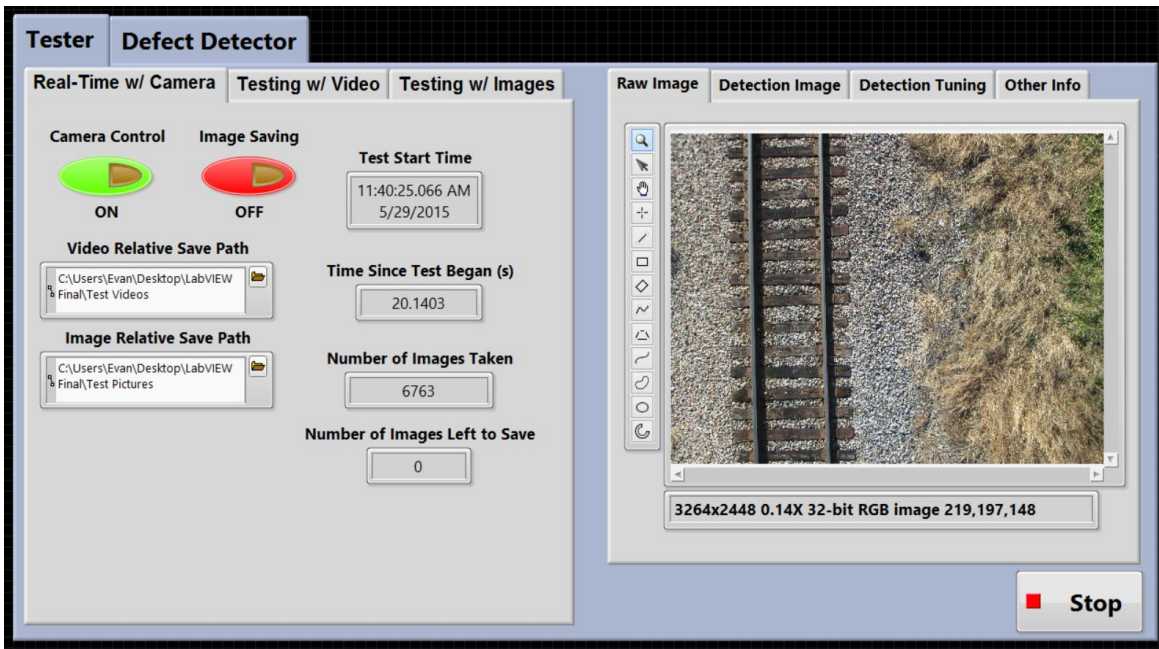 Tester
Defect Detector
Real-Time w/ Camera
Testing w/ Video
Testing w/ Images
Camera Control
Image Saving
ON
OFF
Test Start Time
11:40:25.066 AM
5/29/2015
Video Relative Save Path
C:\Users\Evan\Desktop\LabVIEW
Final\Test Videos
Time Since Test Began (s)
20.1403
Image Relative Save Path
C:\Users\Evan\Desktop\LabVIEW
Final\Test Pictures
Number of Images Taken
6763
Number of Images Left to Save
0
Raw Image
Detection Image
Detection Tuning
Other Info
3264x2448 0.14X 32-bit RGB image 219,197,148
Stop